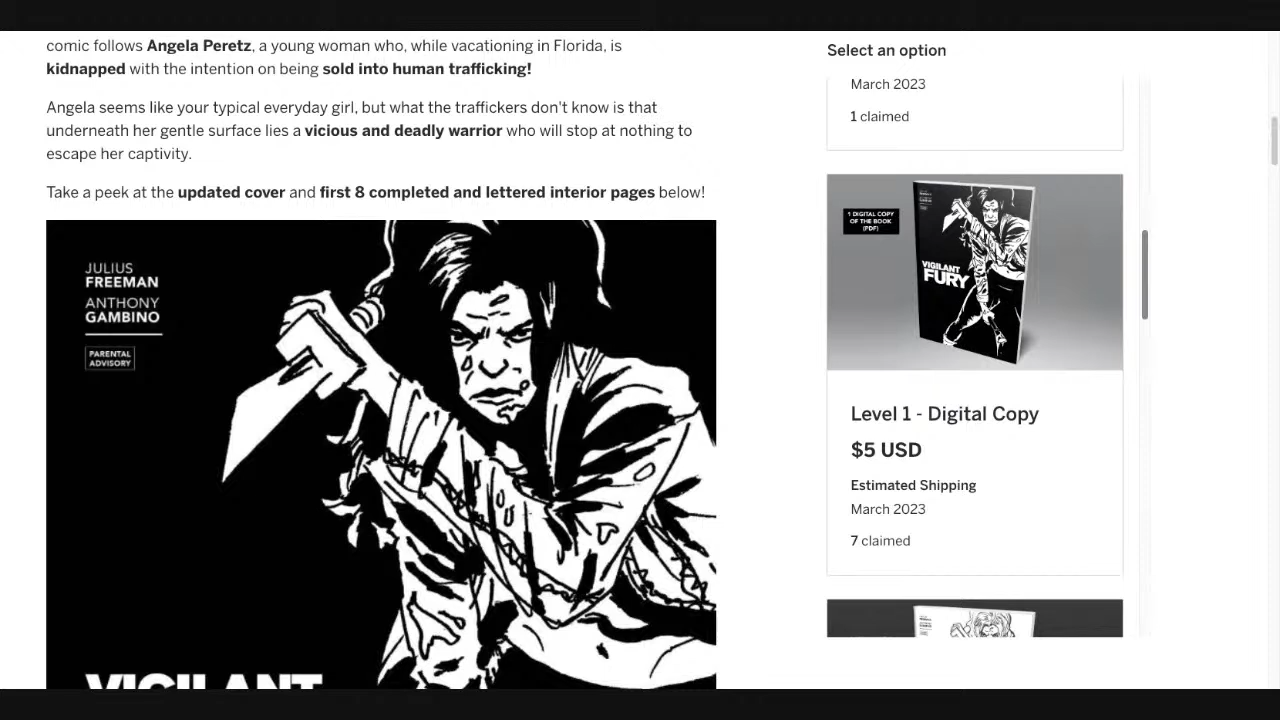 comic follows Angela Peretz, a young woman who, while vacationing in Florida, is
kidnapped with the intention on being sold into human trafficking!
Angela seems like your typical everyday girl, but what the traffickers don't know is that
underneath her gentle surface lies a vicious and deadly warrior who will stop at nothing to
escape her captivity.
Take a peek at the updated cover and first 8 completed and lettered interior pages below!
JULIUS
FREEMAN
ANTHONY
GAMBINO
PARENTAL
ADVISORY
VIGILANT
Select an option
March 2023
1 claimed
1 DIGITAL COPY
OF THE BOOK
(PDF)
VIGILANT
FURY
Level 1 - Digital Copy
$5 USD
Estimated Shipping
March 2023
7 claimed